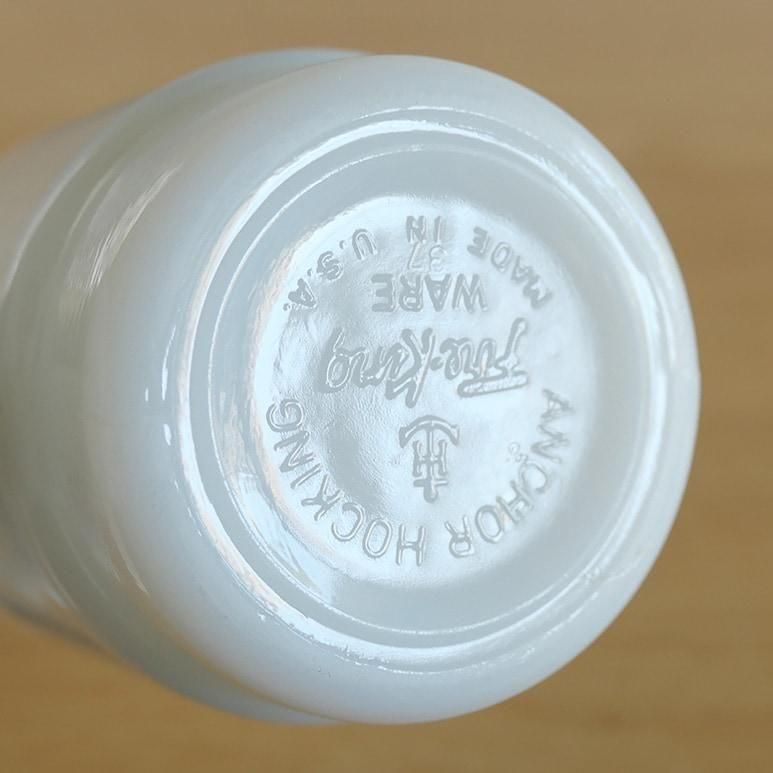 ANCHOR HOCKING
Fire-King
WARE
37
MADE IN U.S.A.